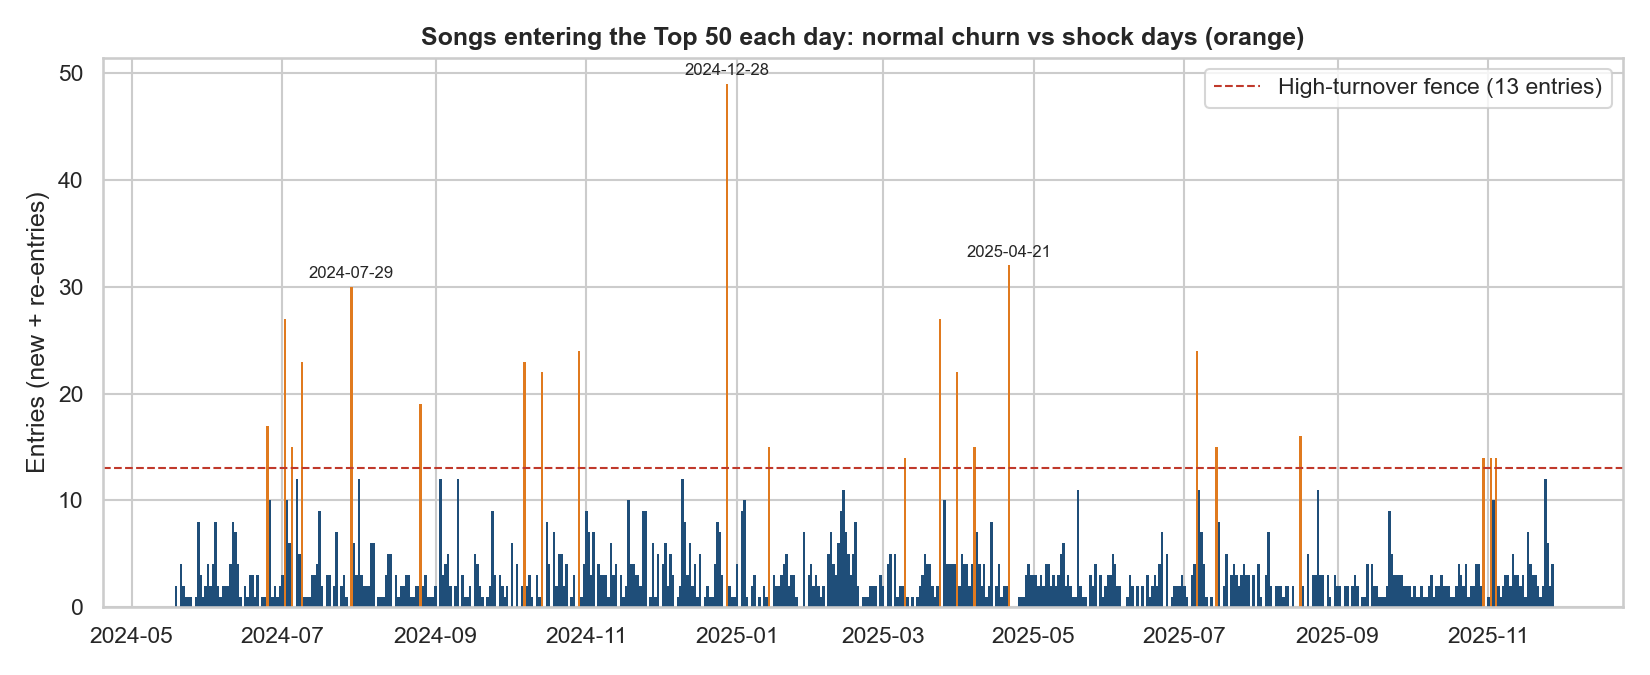 Songs entering the Top 50 each day: normal churn vs shock days (orange)
2024-12-28
High-turnover fence (13 entries)
2025-04-21
2024-07-29
Entries (new + re-entries)
50
40
30
20
10
0
2024-05 2024-07 2024-09 2024-11 2025-01 2025-03 2025-05 2025-07 2025-09 2025-11